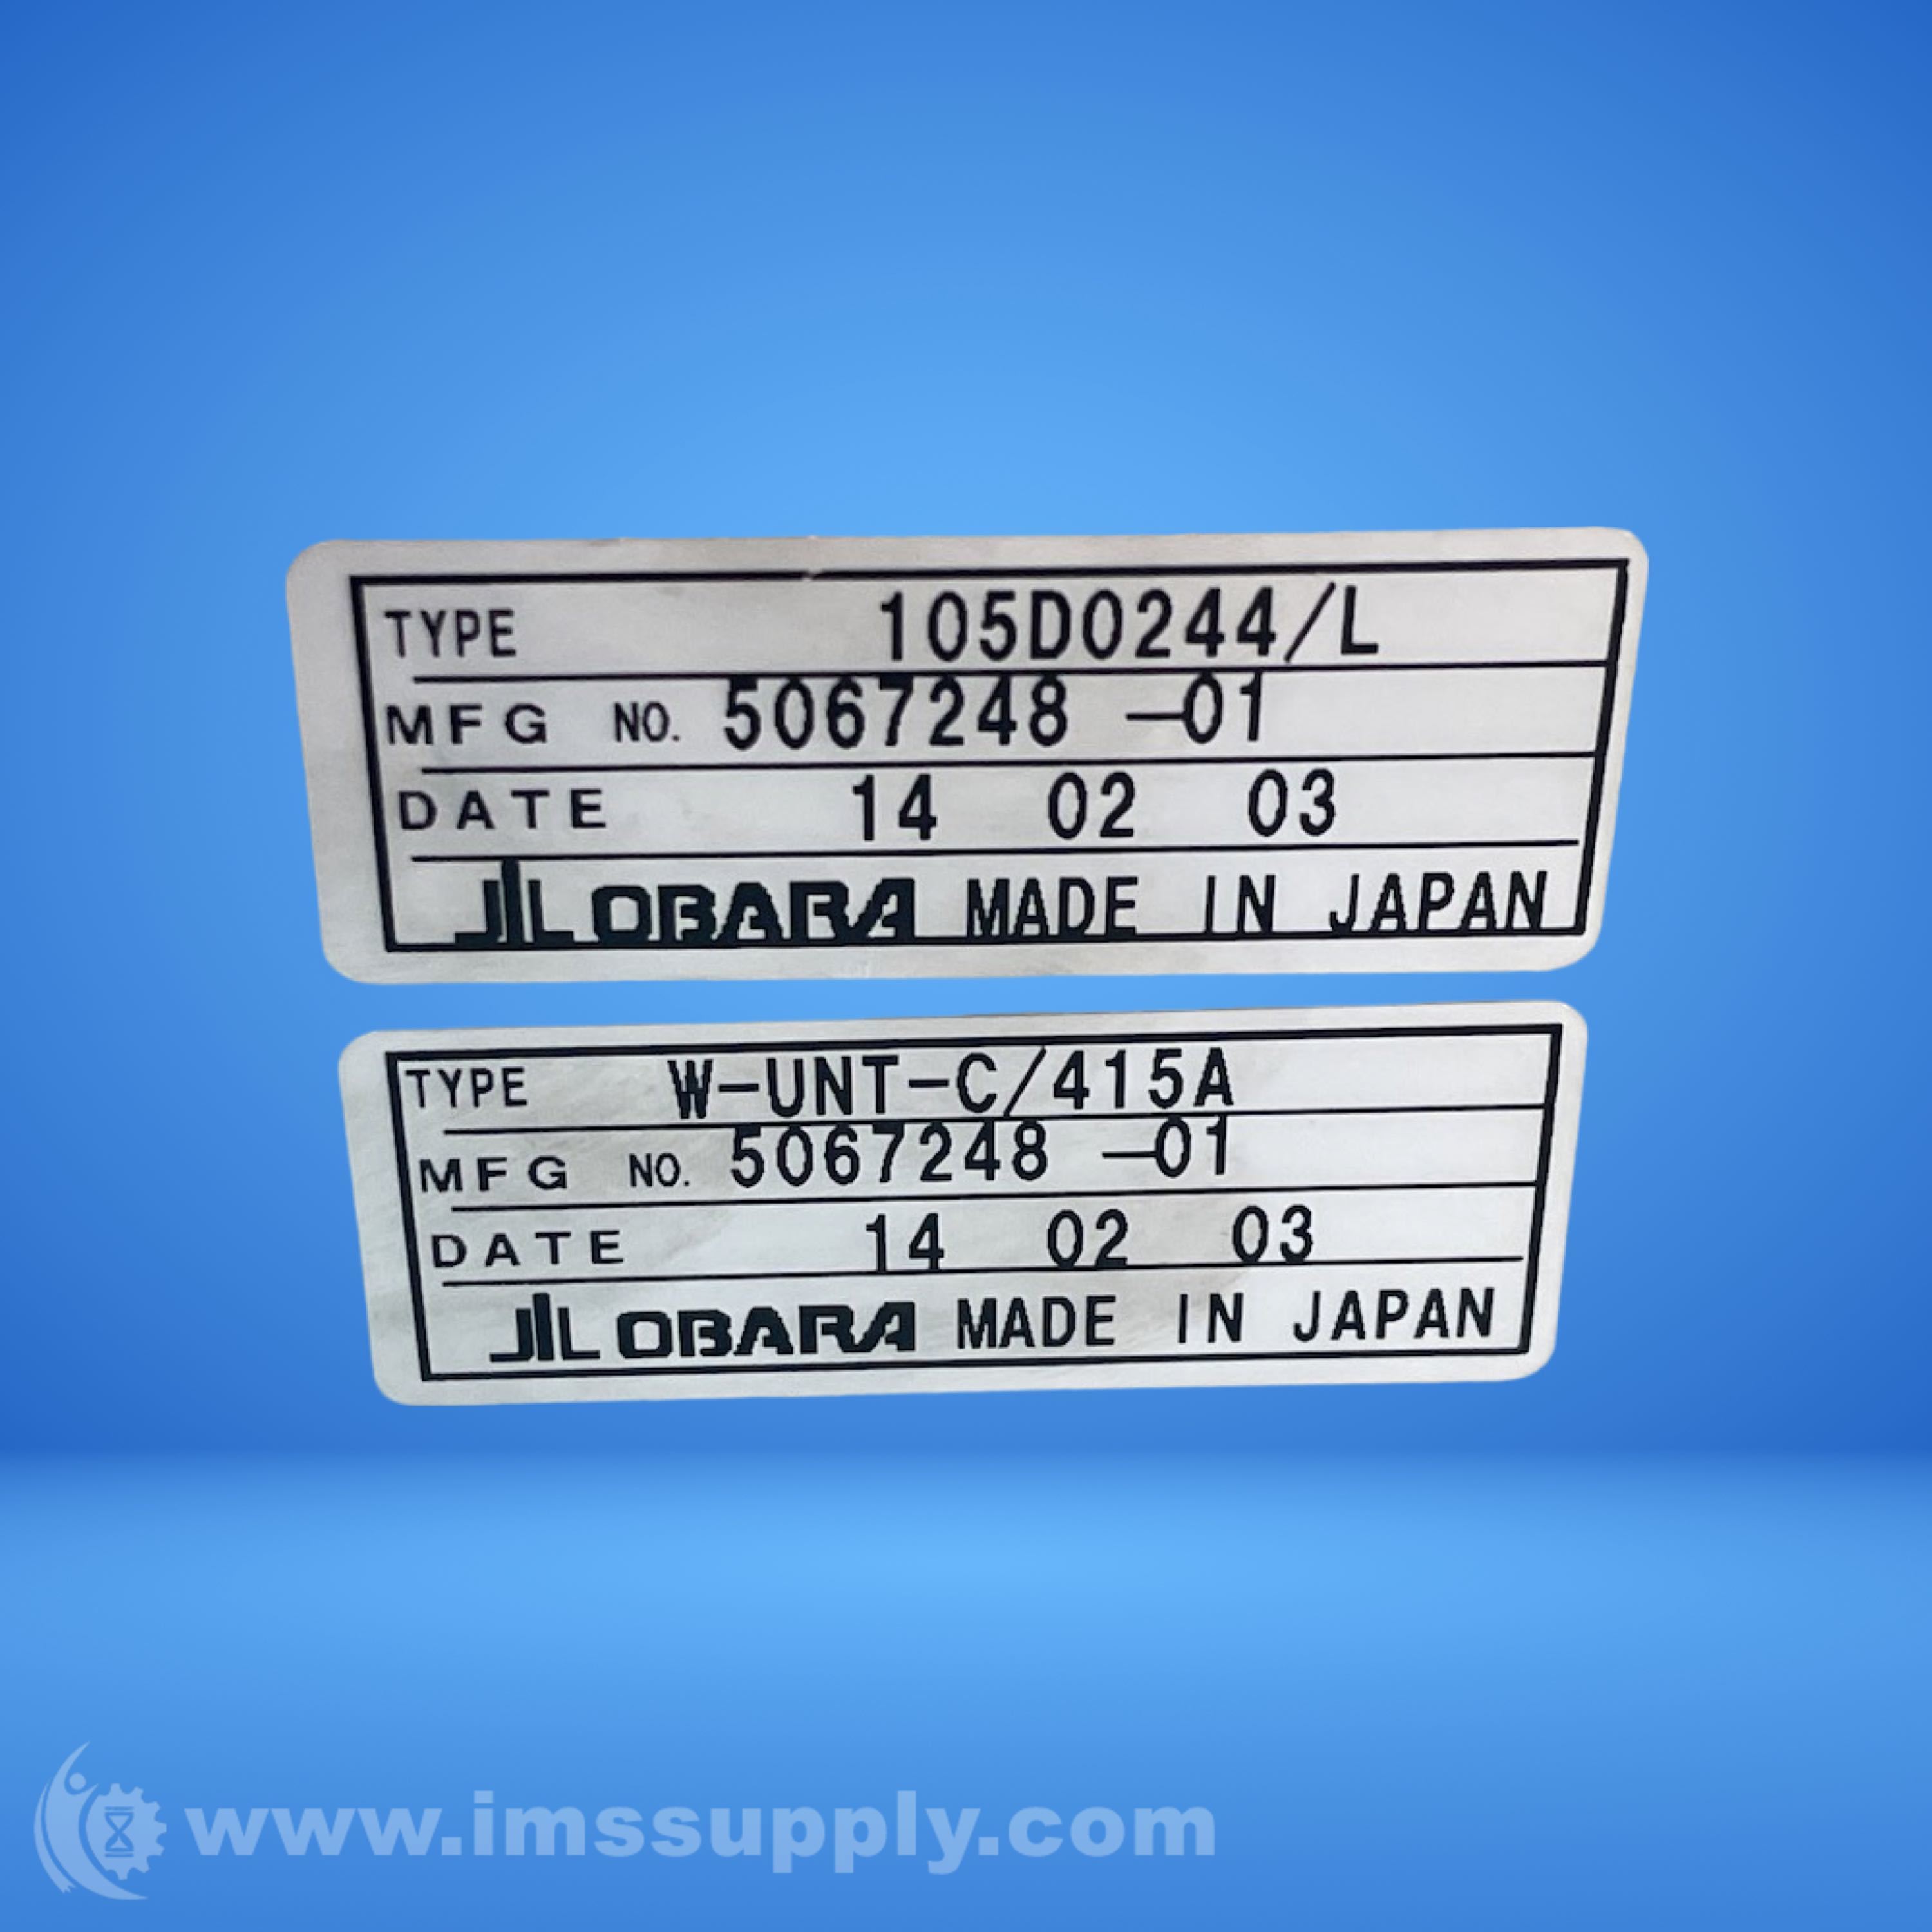 TYPE 105D0244/L
MFG NO. 5067248 -01
DATE 14 02 03
OBARA MADE IN JAPAN
TYPE W-UNT-C/415A
MFG NO. 5067248 -01
DATE 14 02 03
OBARA MADE IN JAPAN
www.imssupply.com